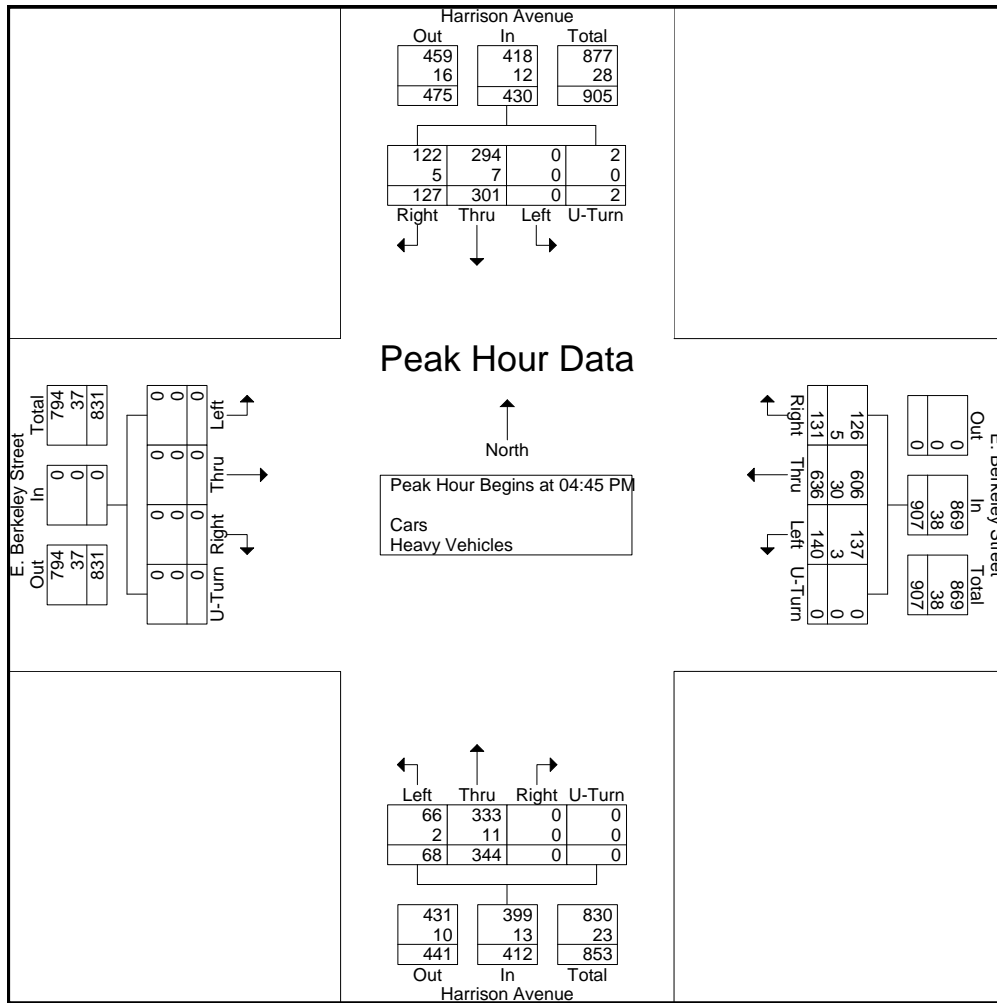 Harrison Avenue
Out In Total
459 418 877
16 12 28
475 430 905
122 294 0 2
5 7 0 0
127 301 0 2
Right Thru Left U-Turn
Peak Hour Data
North
Peak Hour Begins at 04:45 PM
Cars
Heavy Vehicles
E. Berkeley Street
Total In Out
794 0 794
37 0 37
831 0 831
0 0 0 0
0 0 0 0
0 0 0 0
Left Thru Right U-Turn
E. Berkeley Street
Out In Total
0 869 869
0 38 38
0 907 907
126 606 137 0
5 30 3 0
131 636 140 0
Right Thru Left U-Turn
Left Thru Right U-Turn
66 333 0 0
2 11 0 0
68 344 0 0
431 399 830
10 13 23
441 412 853
Out In Total
Harrison Avenue